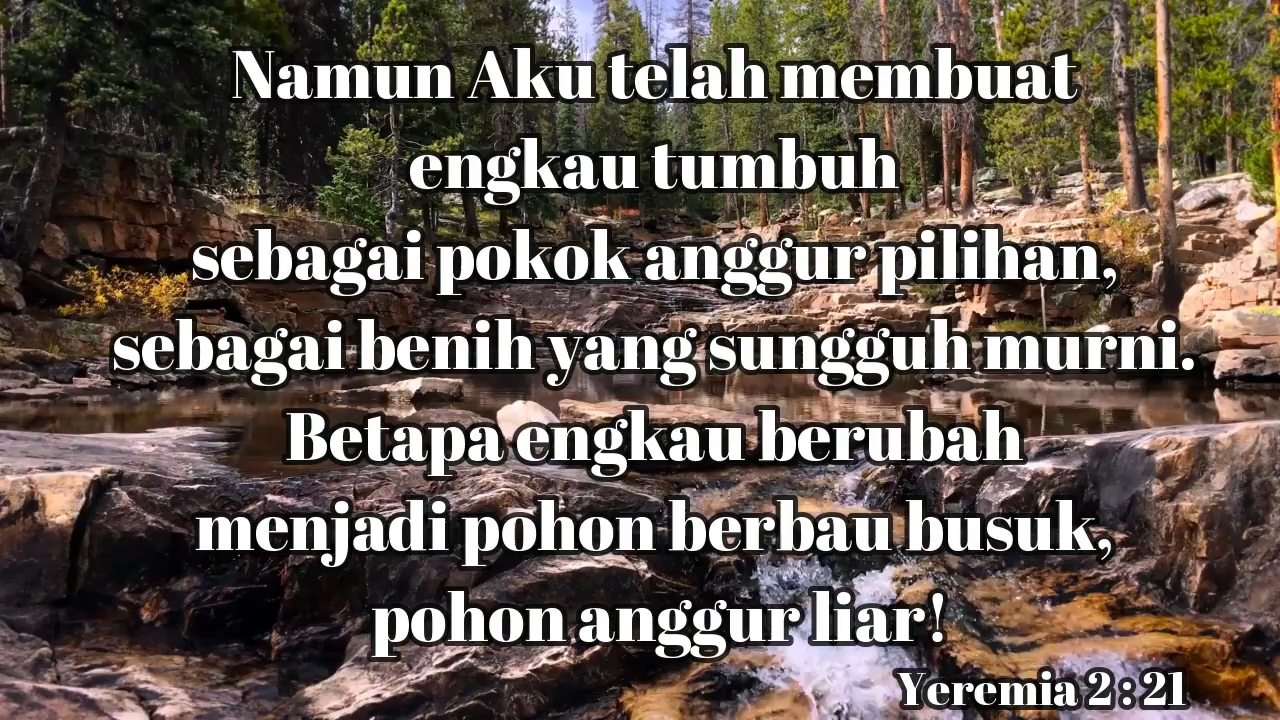 Namun Aku telah membuat
engkau tumbuh
sebagai pokok anggur pilihan,
sebagai benih yang sungguh murni.
Betapa engkau berubah
menjadi pohon berbau busuk,
pohon anggur liar!
Yeremia 2 : 21